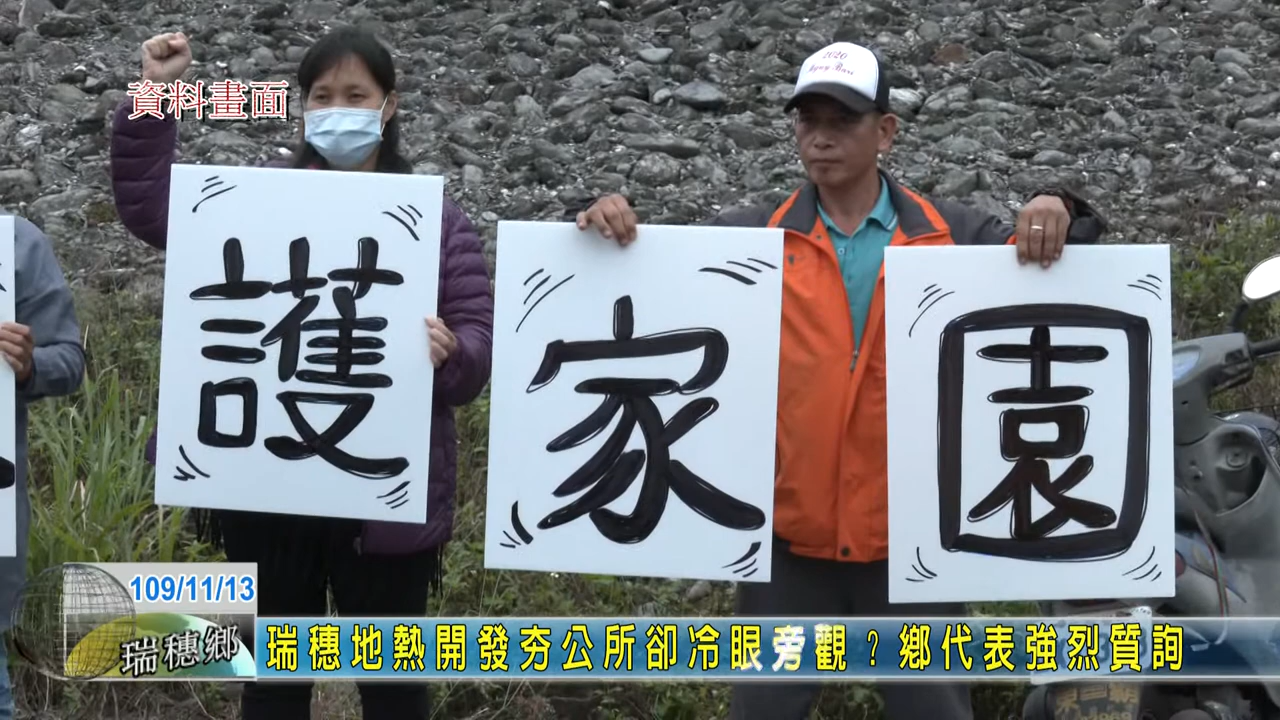 資料畫面
2020
護
家
園
109/11/13
瑞穗鄉
瑞穗地熱開發夯公所卻冷眼旁觀？鄉代表強烈質詢